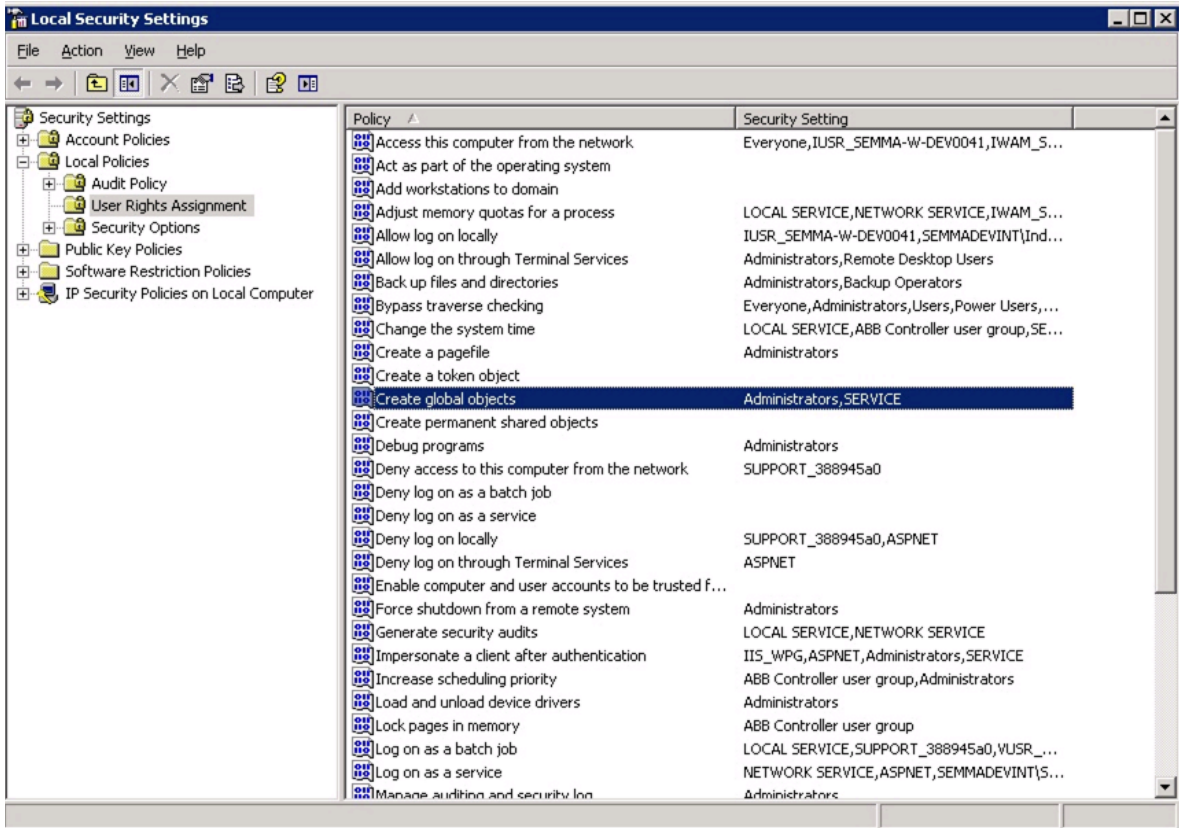 Local Security Settings
File Action View Help
Security Settings
Account Policies
Local Policies
Audit Policy
User Rights Assignment
Security Options
Public Key Policies
Software Restriction Policies
IP Security Policies on Local Computer
Policy Security Setting
Access this computer from the network Everyone,IUSR_SEMMA-W-DEV0041,IWAM_S...
Act as part of the operating system
Add workstations to domain
Adjust memory quotas for a process LOCAL SERVICE,NETWORK SERVICE,IWAM_S...
Allow log on locally IUSR_SEMMA-W-DEV0041,SEMMADEVINT\Ind...
Allow log on through Terminal Services Administrators,Remote Desktop Users
Back up files and directories Administrators,Backup Operators
Bypass traverse checking Everyone,Administrators,Users,Power Users,...
Change the system time LOCAL SERVICE,ABB Controller user group,SE...
Create a pagefile Administrators
Create a token object
Create global objects Administrators,SERVICE
Create permanent shared objects
Debug programs Administrators
Deny access to this computer from the network SUPPORT_388945a0
Deny log on as a batch job
Deny log on as a service
Deny log on locally SUPPORT_388945a0,ASPNET
Deny log on through Terminal Services ASPNET
Enable computer and user accounts to be trusted f...
Force shutdown from a remote system Administrators
Generate security audits LOCAL SERVICE,NETWORK SERVICE
Impersonate a client after authentication IIS_WPG,ASPNET,Administrators,SERVICE
Increase scheduling priority ABB Controller user group,Administrators
Load and unload device drivers Administrators
Lock pages in memory ABB Controller user group
Log on as a batch job LOCAL SERVICE,SUPPORT_388945a0,VUSR_...
Log on as a service NETWORK SERVICE,ASPNET,SEMMADEVINT\S...
Manage auditing and security log Administrators